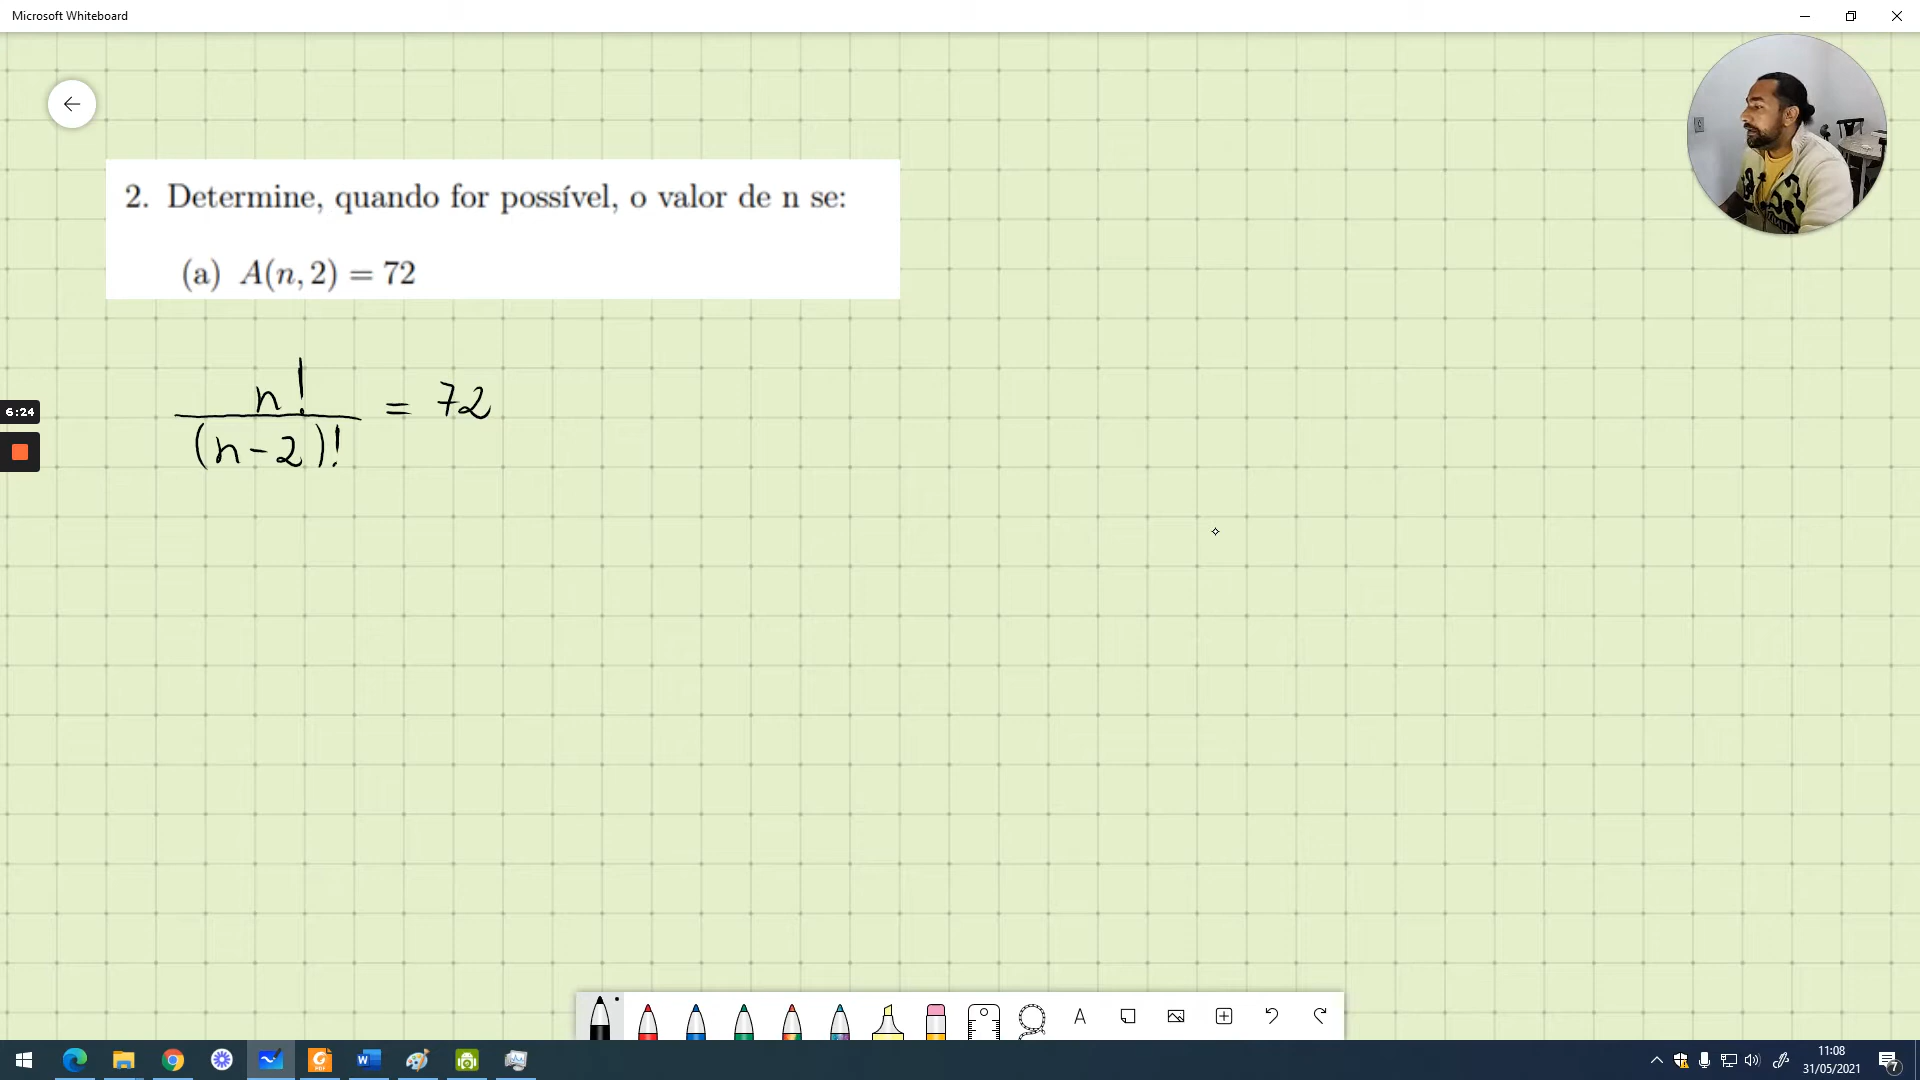 Microsoft Whiteboard
2. Determine, quando for possível, o valor de n se:
(a) A(n, 2) = 72
n!
= 72
(n-2)!
6:24
A
11:08
31/05/2021
7